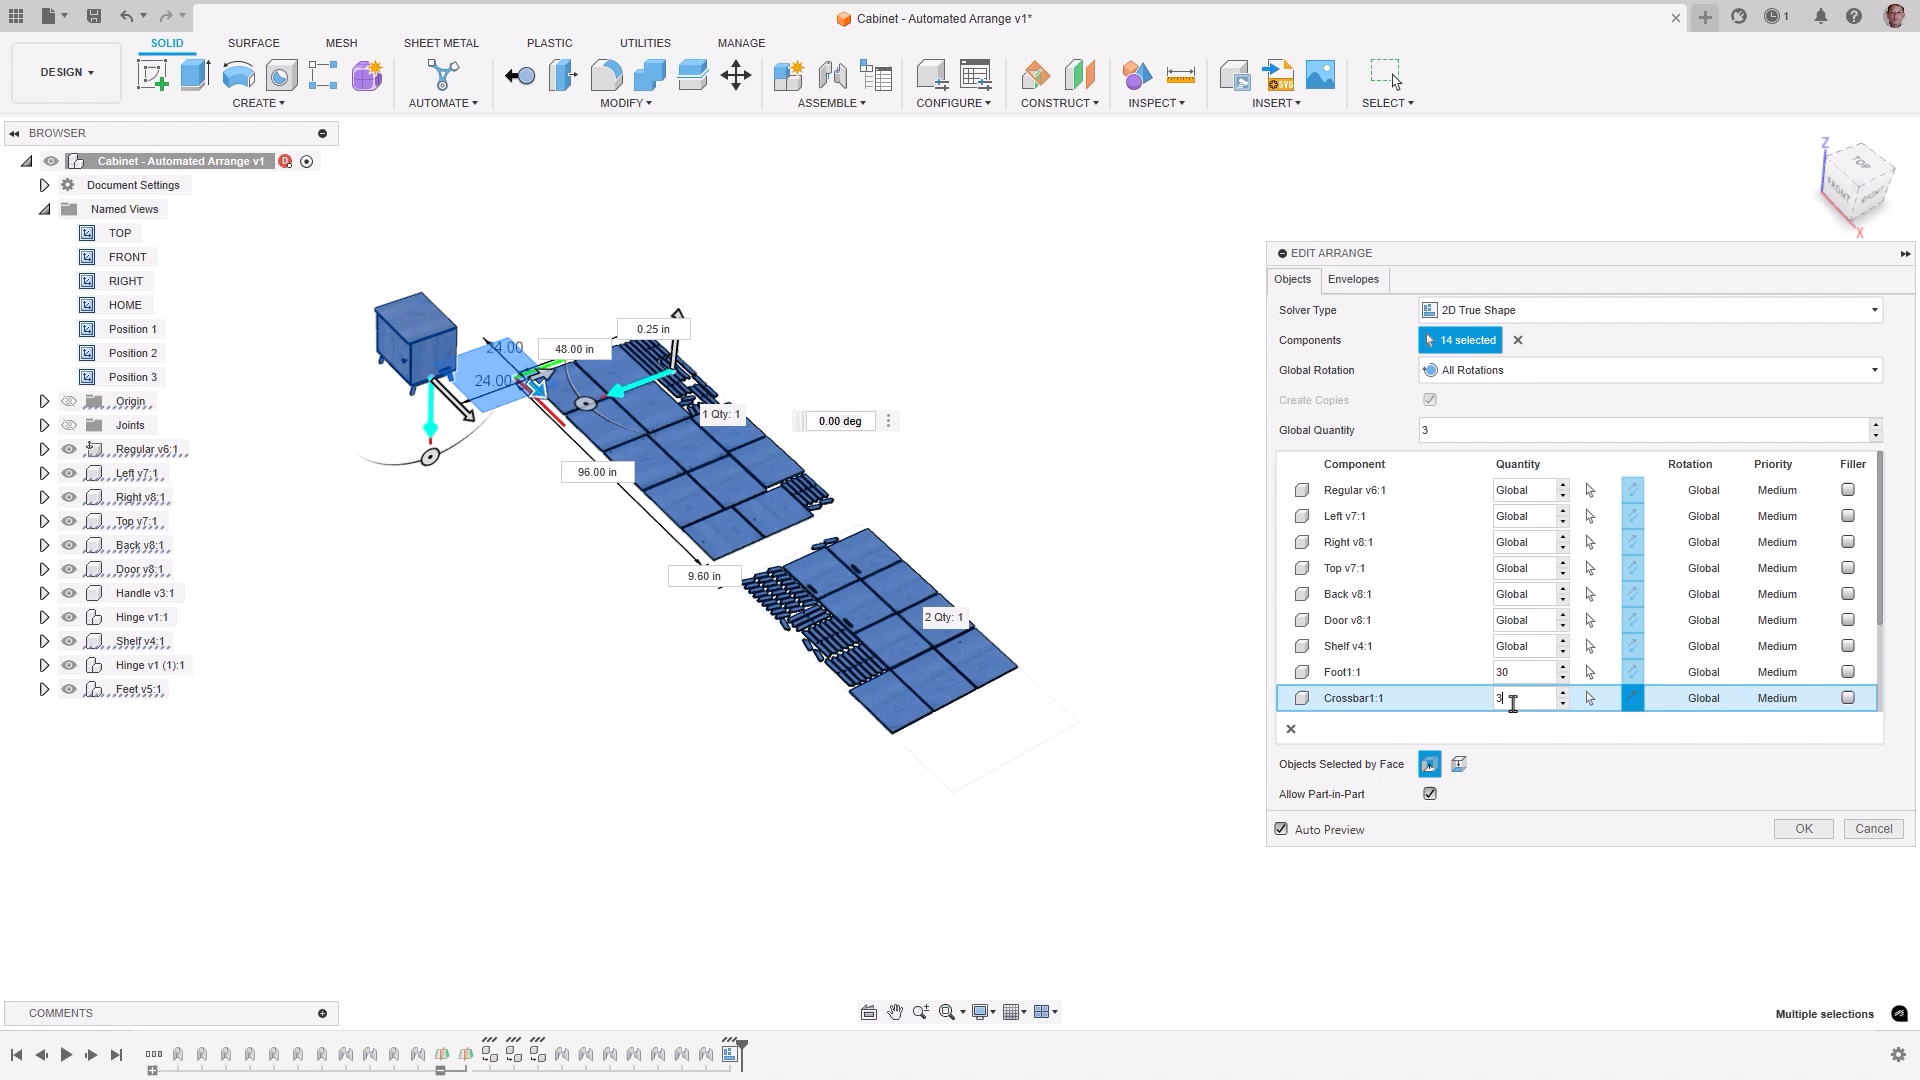 Cabinet - Automated Arrange v1*
1
DESIGN
SOLID
SURFACE
MESH
SHEET METAL
PLASTIC
UTILITIES
MANAGE
CREATE
AUTOMATE
MODIFY
ASSEMBLE
CONFIGURE
CONSTRUCT
INSPECT
INSERT
SELECT
BROWSER
Cabinet - Automated Arrange v1
Document Settings
Named Views
TOP
FRONT
RIGHT
HOME
Position 1
Position 2
Position 3
Origin
Joints
Regular v6:1
Left v7:1
Right v8:1
Top v7:1
Back v8:1
Door v8:1
Handle v3:1
Hinge v1:1
Shelf v4:1
Hinge v1 (1):1
Feet v5:1
0.25 in
24.00
48.00 in
24.00
1 Qty: 1
0.00 deg
96.00 in
9.60 in
2 Qty: 1
Z
TOP
FRONT
RIGHT
X
EDIT ARRANGE
Objects
Envelopes
Solver Type
2D True Shape
Components
14 selected
Global Rotation
All Rotations
Create Copies
Global Quantity
3
Component Quantity Rotation Priority Filler
Regular v6:1 Global Global Medium
Left v7:1 Global Global Medium
Right v8:1 Global Global Medium
Top v7:1 Global Global Medium
Back v8:1 Global Global Medium
Door v8:1 Global Global Medium
Shelf v4:1 Global Global Medium
Foot1:1 30 Global Medium
Crossbar1:1 3 Global Medium
Objects Selected by Face
Allow Part-in-Part
Auto Preview
OK
Cancel
COMMENTS
Multiple selections